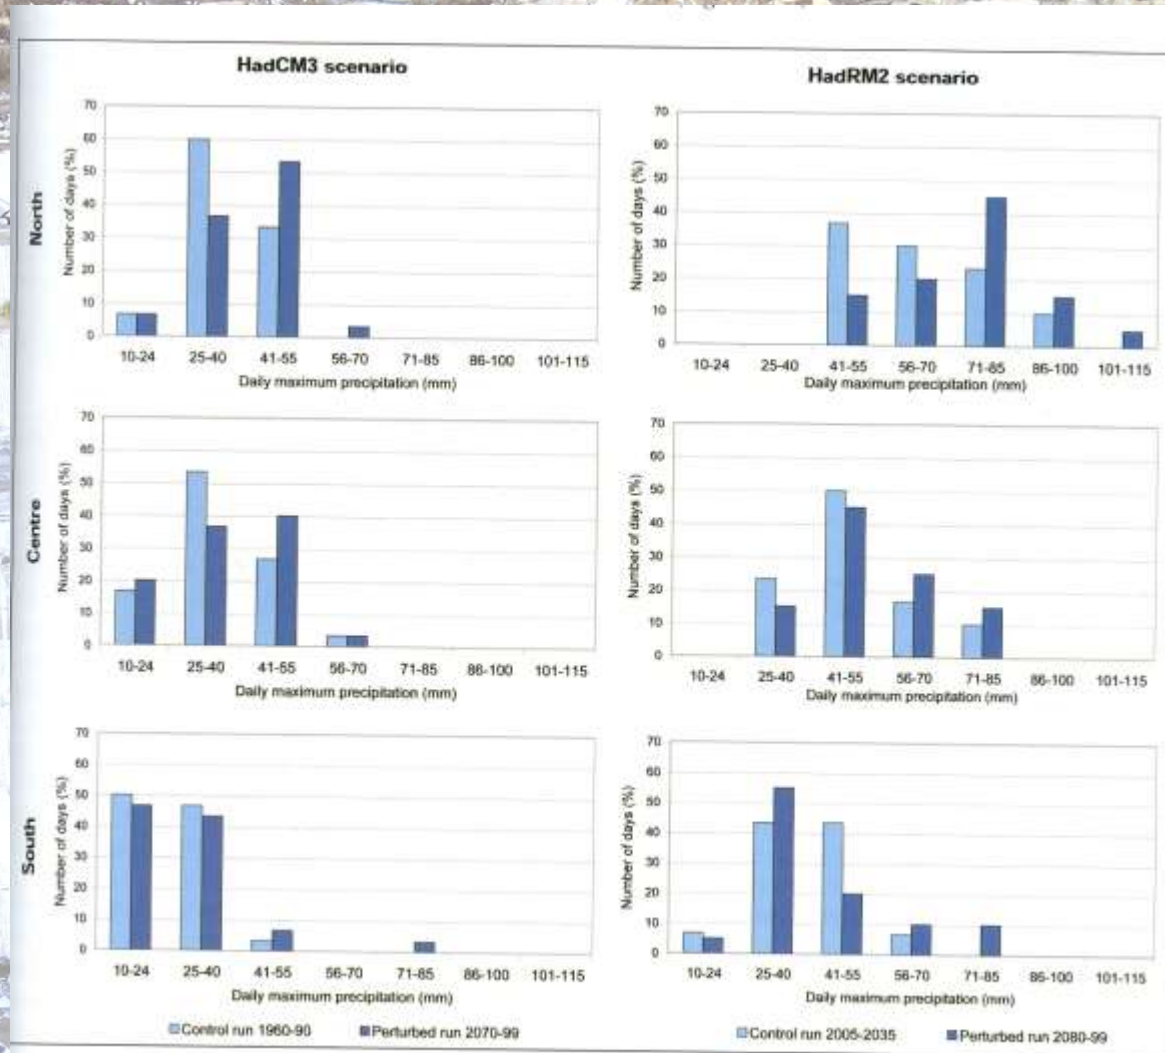 HadCM3 scenario
HadRM2 scenario
North
Number of days (%)
70
60
50
40
30
20
10
0
10-24 25-40 41-55 56-70 71-85 86-100 101-115
Daily maximum precipitation (mm)
Number of days (%)
70
60
50
40
30
20
10
0
10-24 25-40 41-55 56-70 71-85 86-100 101-115
Daily maximum precipitation (mm)
Centre
Number of days (%)
70
60
50
40
30
20
10
0
10-24 25-40 41-55 56-70 71-85 86-100 101-115
Daily maximum precipitation (mm)
Number of days (%)
70
60
50
40
30
20
10
0
10-24 25-40 41-55 56-70 71-85 86-100 101-115
Daily maximum precipitation (mm)
South
Number of days (%)
70
60
50
40
30
20
10
0
10-24 25-40 41-55 56-70 71-85 86-100 101-115
Daily maximum precipitation (mm)
Control run 1960-90 Perturbed run 2070-99
Number of days (%)
70
60
50
40
30
20
10
0
10-24 25-40 41-55 56-70 71-85 86-100 101-115
Daily maximum precipitation (mm)
Control run 2005-2035 Perturbed run 2080-99